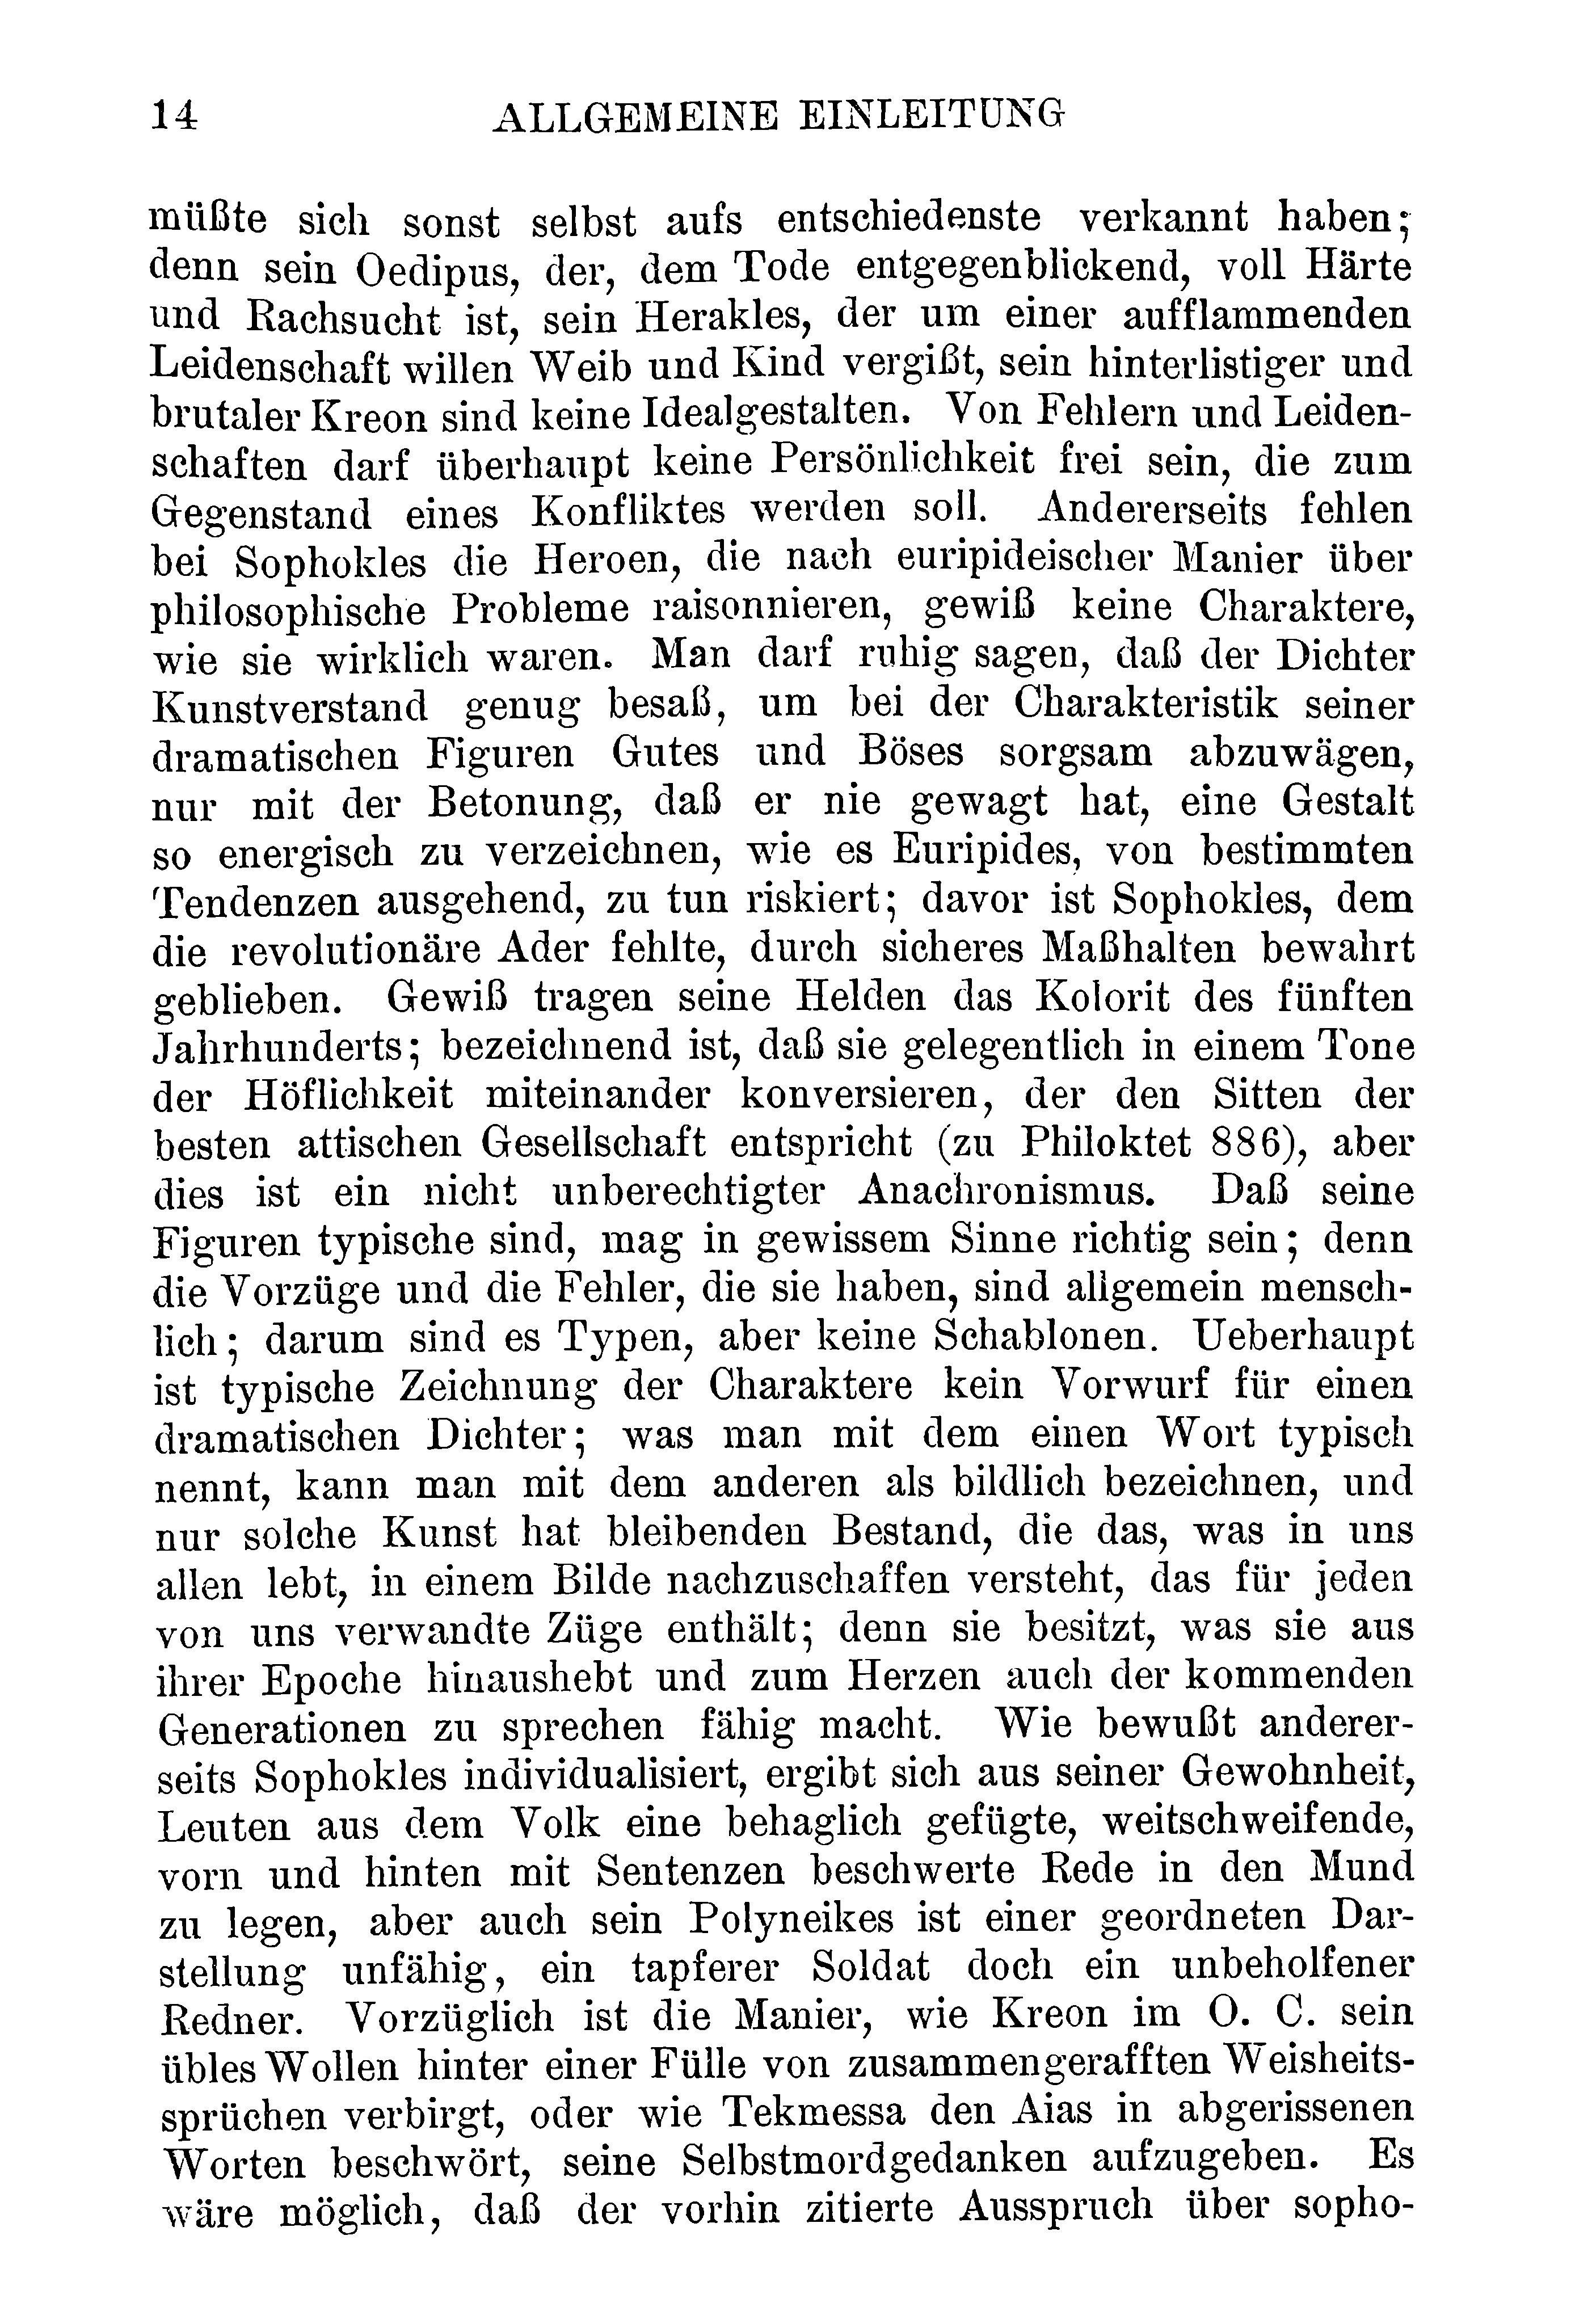 14 ALLGEMEINE EINLEITUNG
müßte sich sonst selbst aufs entschiedenste verkannt haben;
denn sein Oedipus, der, dem Tode entgegenblickend, voll Härte
und Rachsucht ist, sein Herakles, der um einer aufflammenden
Leidenschaft willen Weib und Kind vergißt, sein hinterlistiger und
brutaler Kreon sind keine Idealgestalten. Von Fehlern und Leiden-
schaften darf überhaupt keine Persönlichkeit frei sein, die zum
Gegenstand eines Konfliktes werden soll. Andererseits fehlen
bei Sophokles die Heroen, die nach euripideischer Manier über
philosophische Probleme raisonnieren, gewiß keine Charaktere,
wie sie wirklich waren. Man darf ruhig sagen, daß der Dichter
Kunstverstand genug besaß, um bei der Charakteristik seiner
dramatischen Figuren Gutes und Böses sorgsam abzuwägen,
nur mit der Betonung, daß er nie gewagt hat, eine Gestalt
so energisch zu verzeichnen, wie es Euripides, von bestimmten
Tendenzen ausgehend, zu tun riskiert; davor ist Sophokles, dem
die revolutionäre Ader fehlte, durch sicheres Maßhalten bewahrt
geblieben. Gewiß tragen seine Helden das Kolorit des fünften
Jahrhunderts; bezeichnend ist, daß sie gelegentlich in einem Tone
der Höflichkeit miteinander konversieren, der den Sitten der
besten attischen Gesellschaft entspricht (zu Philoktet 886), aber
dies ist ein nicht unberechtigter Anachronismus. Daß seine
Figuren typische sind, mag in gewissem Sinne richtig sein; denn
die Vorzüge und die Fehler, die sie haben, sind allgemein mensch-
lich; darum sind es Typen, aber keine Schablonen. Ueberhaupt
ist typische Zeichnung der Charaktere kein Vorwurf für einen
dramatischen Dichter; was man mit dem einen Wort typisch
nennt, kann man mit dem anderen als bildlich bezeichnen, und
nur solche Kunst hat bleibenden Bestand, die das, was in uns
allen lebt, in einem Bilde nachzuschaffen versteht, das für jeden
von uns verwandte Züge enthält; denn sie besitzt, was sie aus
ihrer Epoche hinaushebt und zum Herzen auch der kommenden
Generationen zu sprechen fähig macht. Wie bewußt anderer-
seits Sophokles individualisiert, ergibt sich aus seiner Gewohnheit,
Leuten aus dem Volk eine behaglich gefügte, weitschweifende,
vorn und hinten mit Sentenzen beschwerte Rede in den Mund
zu legen, aber auch sein Polyneikes ist einer geordneten Dar-
stellung unfähig, ein tapferer Soldat doch ein unbeholfener
Redner. Vorzüglich ist die Manier, wie Kreon im O. C. sein
übles Wollen hinter einer Fülle von zusammengerafften Weisheits-
sprüchen verbirgt, oder wie Tekmessa den Aias in abgerissenen
Worten beschwört, seine Selbstmordgedanken aufzugeben. Es
wäre möglich, daß der vorhin zitierte Ausspruch über sopho-